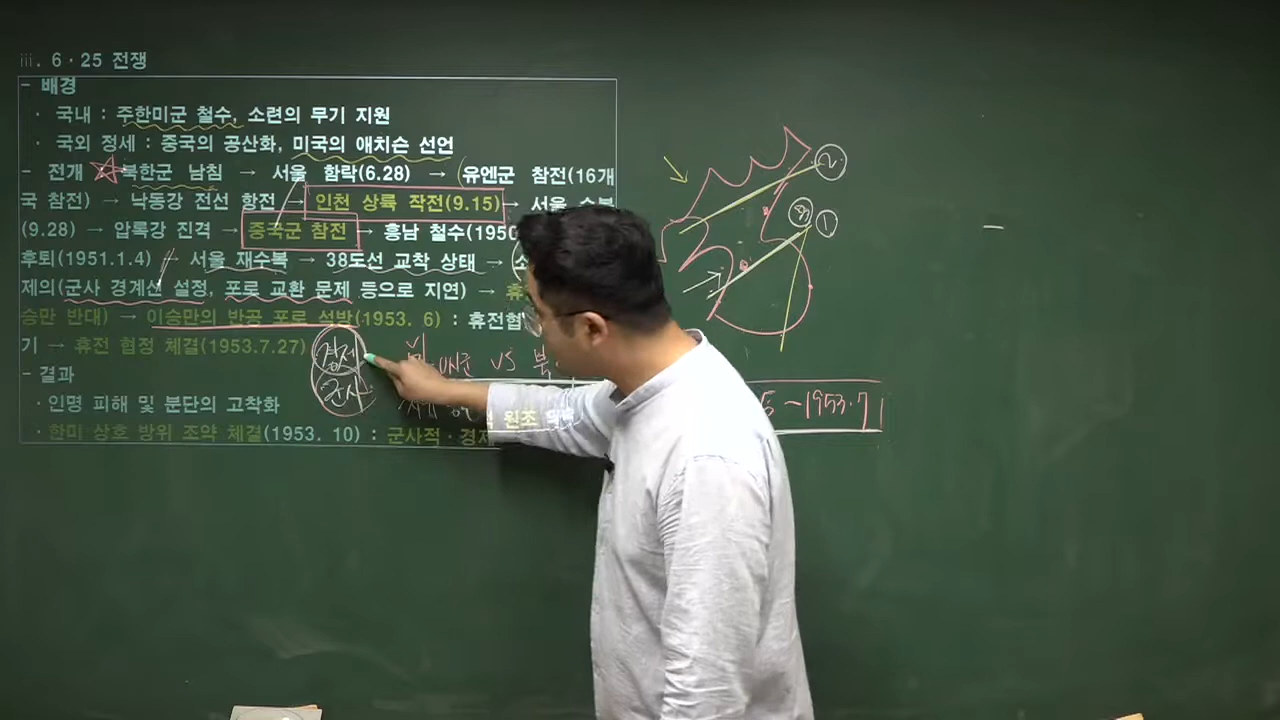 ⅲ. 6·25 전쟁
- 배경
· 국내 : 주한미군 철수, 소련의 무기 지원
· 국외 정세 : 중국의 공산화, 미국의 애치슨 선언
- 전개 북한군 남침 → 서울 함락(6.28) → (유엔군 참전(16개
국 참전) → 낙동강 전선 항전 → 인천 상륙 작전(9.15) → 서울
(9.28) → 압록강 진격 → 중국군 참전 → 흥남 철수(1950
후퇴(1951.1.4) → 서울 재수복 → 38도선 교착 상태 →
제의(군사 경계선 설정, 포로 교환 문제 등으로 지연) →
승만 반대) → 이승만의 반공 포로 석방(1953. 6) : 휴전협
기 → 휴전 협정 체결(1953.7.27)
- 결과
· 인명 피해 및 분단의 고착화
· 한미 상호 방위 조약 체결(1953. 10) : 군사적·경제 원조
경제
군사
VS 북
~1953.7
②
③ ①